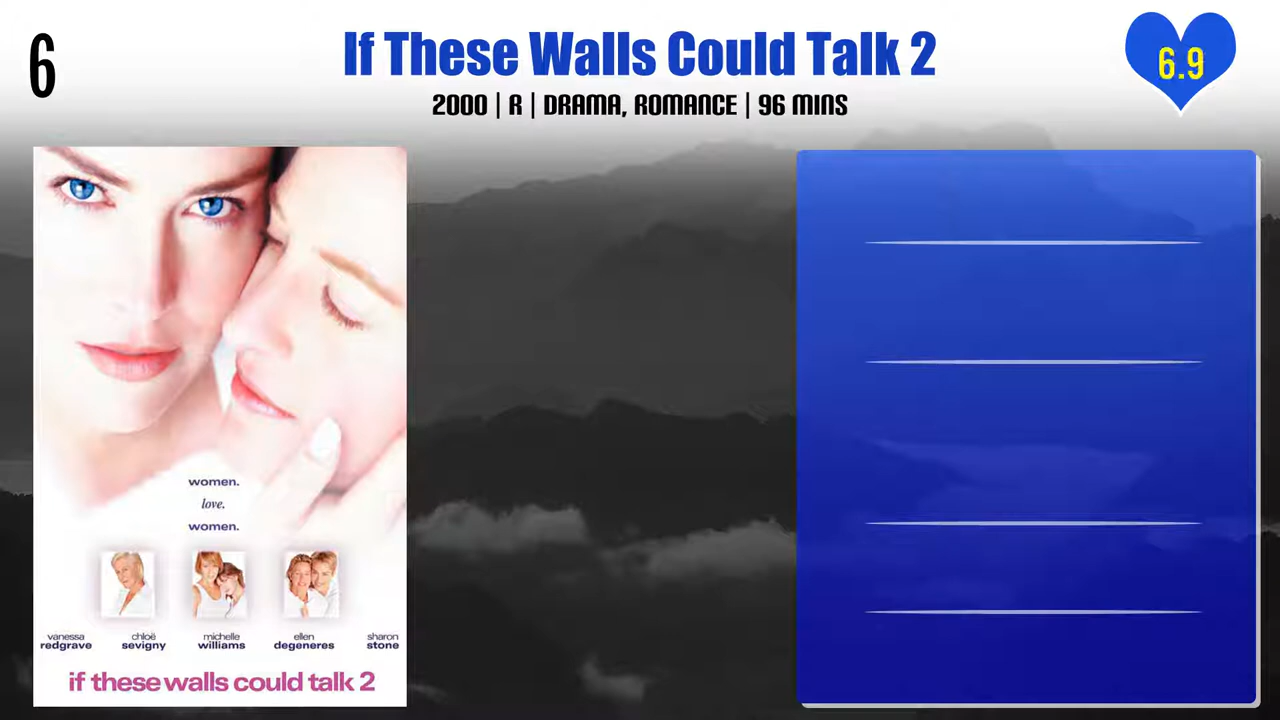 6
If These Walls Could Talk 2
6.9
2000 | R | DRAMA, ROMANCE | 96 MINS
women.
love.
women.
vanessa redgrave
chloë sevigny
michelle williams
ellen degeneres
sharon stone
if these walls could talk 2